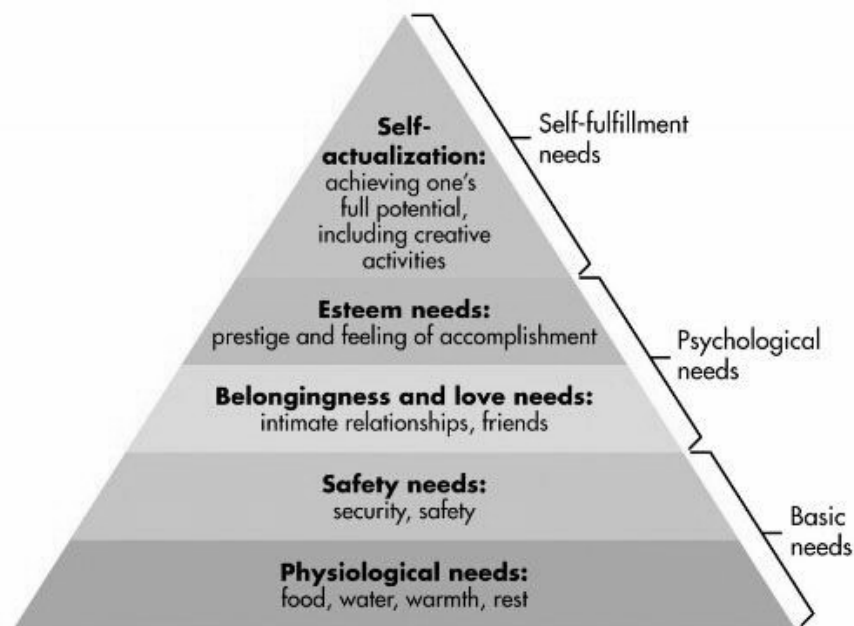 Self-
actualization:
achieving one's
full potential,
including creative
activities
Self-fulfillment
needs
Esteem needs:
prestige and feeling of accomplishment
Belongingness and love needs:
intimate relationships, friends
Psychological
needs
Safety needs:
security, safety
Physiological needs:
food, water, warmth, rest
Basic
needs